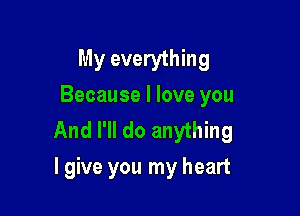 My everything
Because I love you
And I'll do anything
I give you my heart